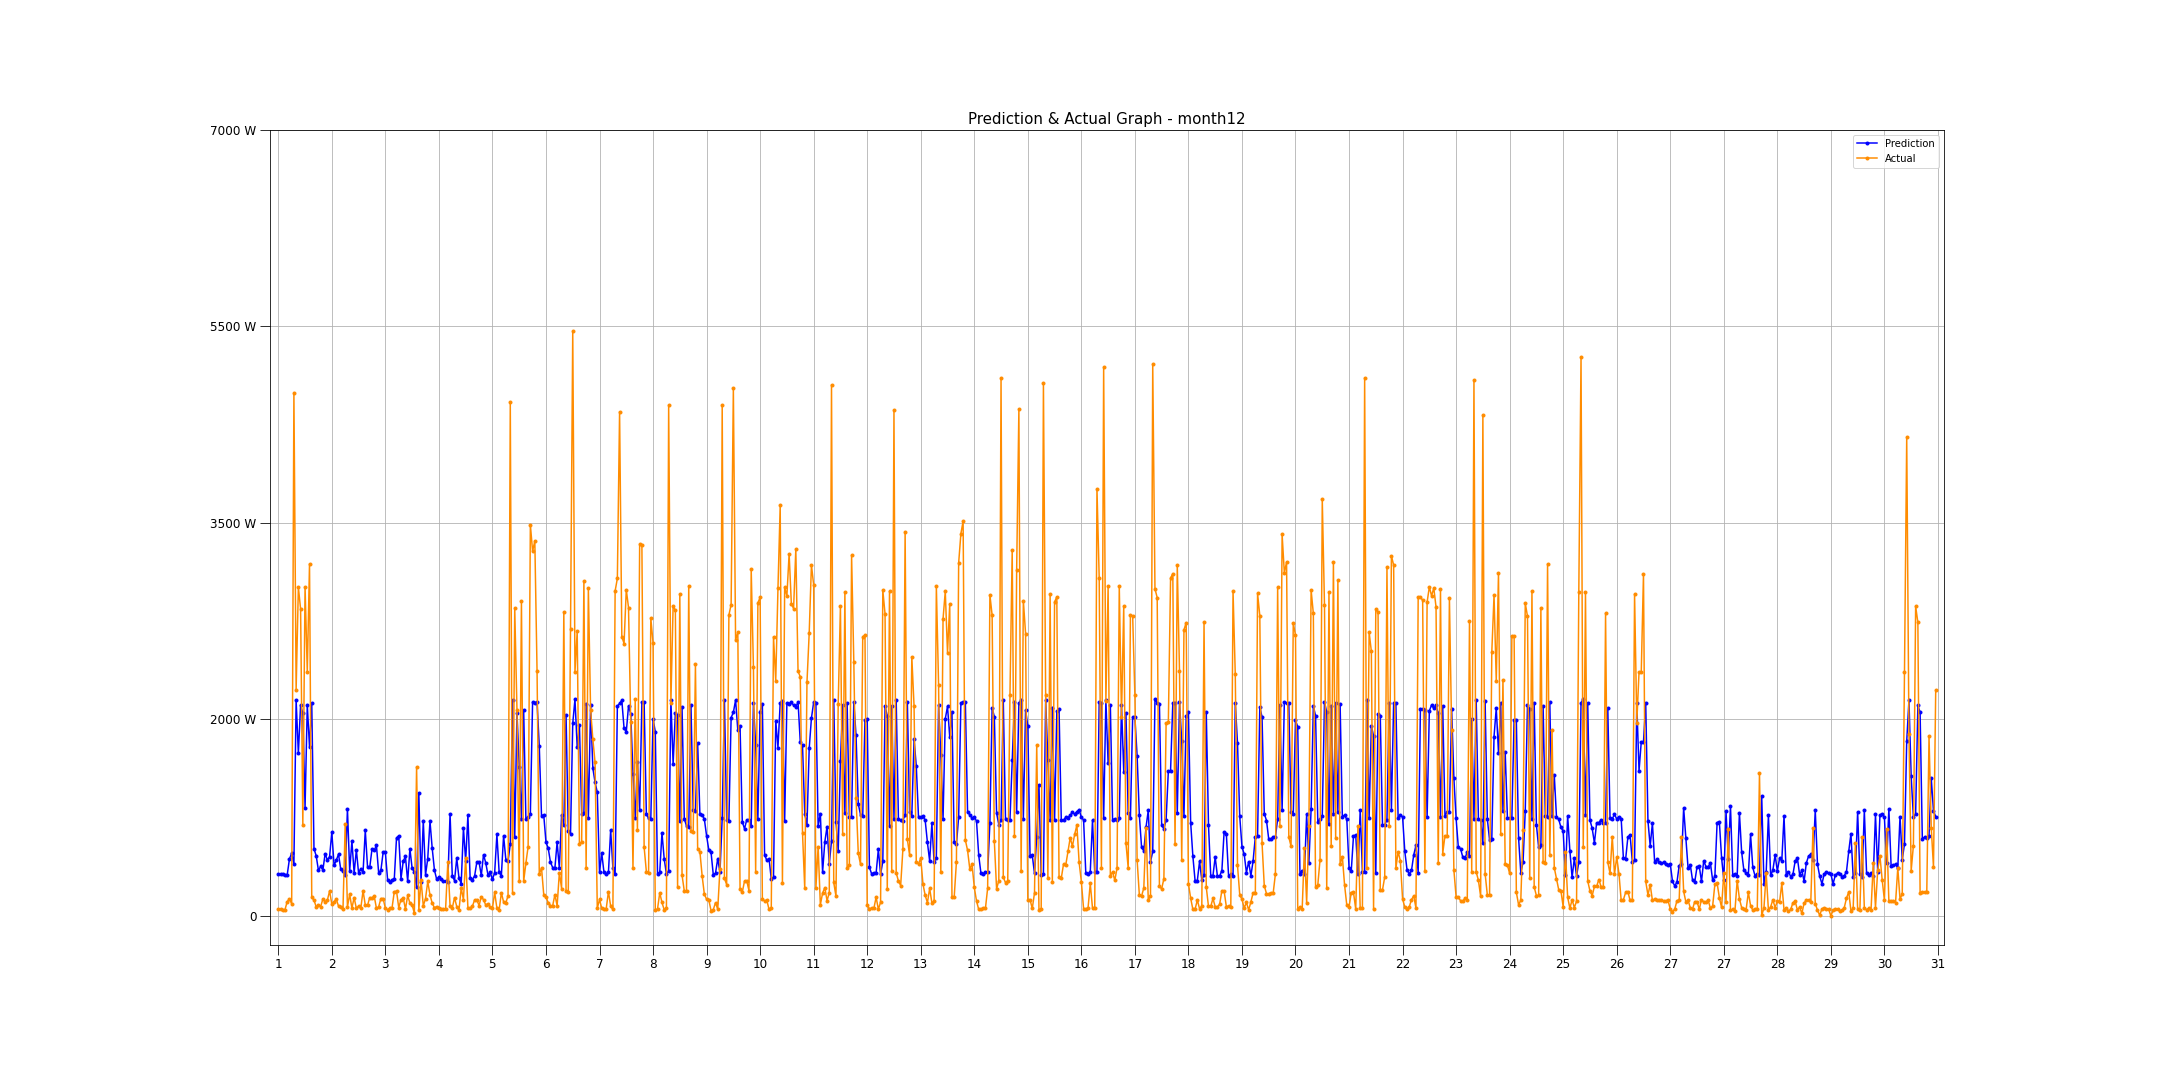 Prediction & Actual Graph - month12
7000 W
Prediction
Actual
5500 W
3500 W
2000 W
0
1 2 3 4 5 6 7 8 9 10 11 12 13 14 15 16 17 18 19 20 21 22 23 24 25 26 27 27 28 29 30 31